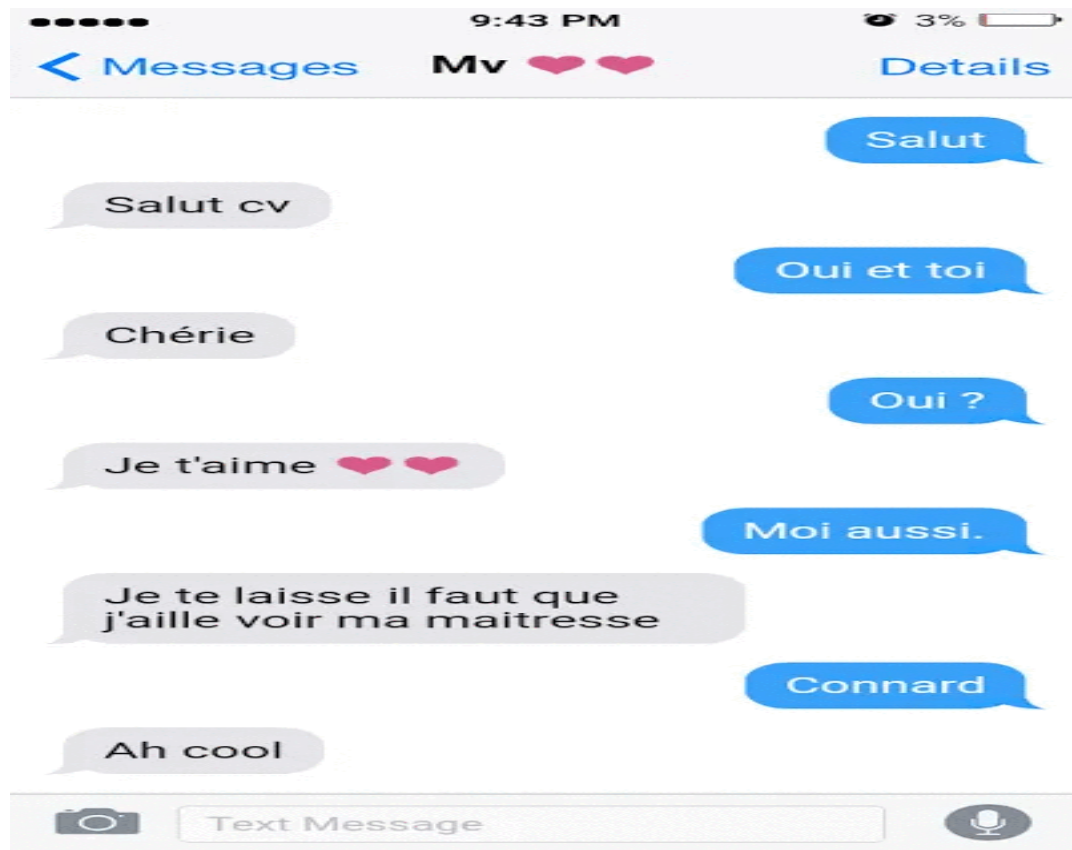 9:43 PM
3%
Messages
Mv
Details
Salut
Salut cv
Oui et toi
Chérie
Oui ?
Je t'aime
Moi aussi.
Je te laisse il faut que
j'aille voir ma maitresse
Connard
Ah cool
Text Message